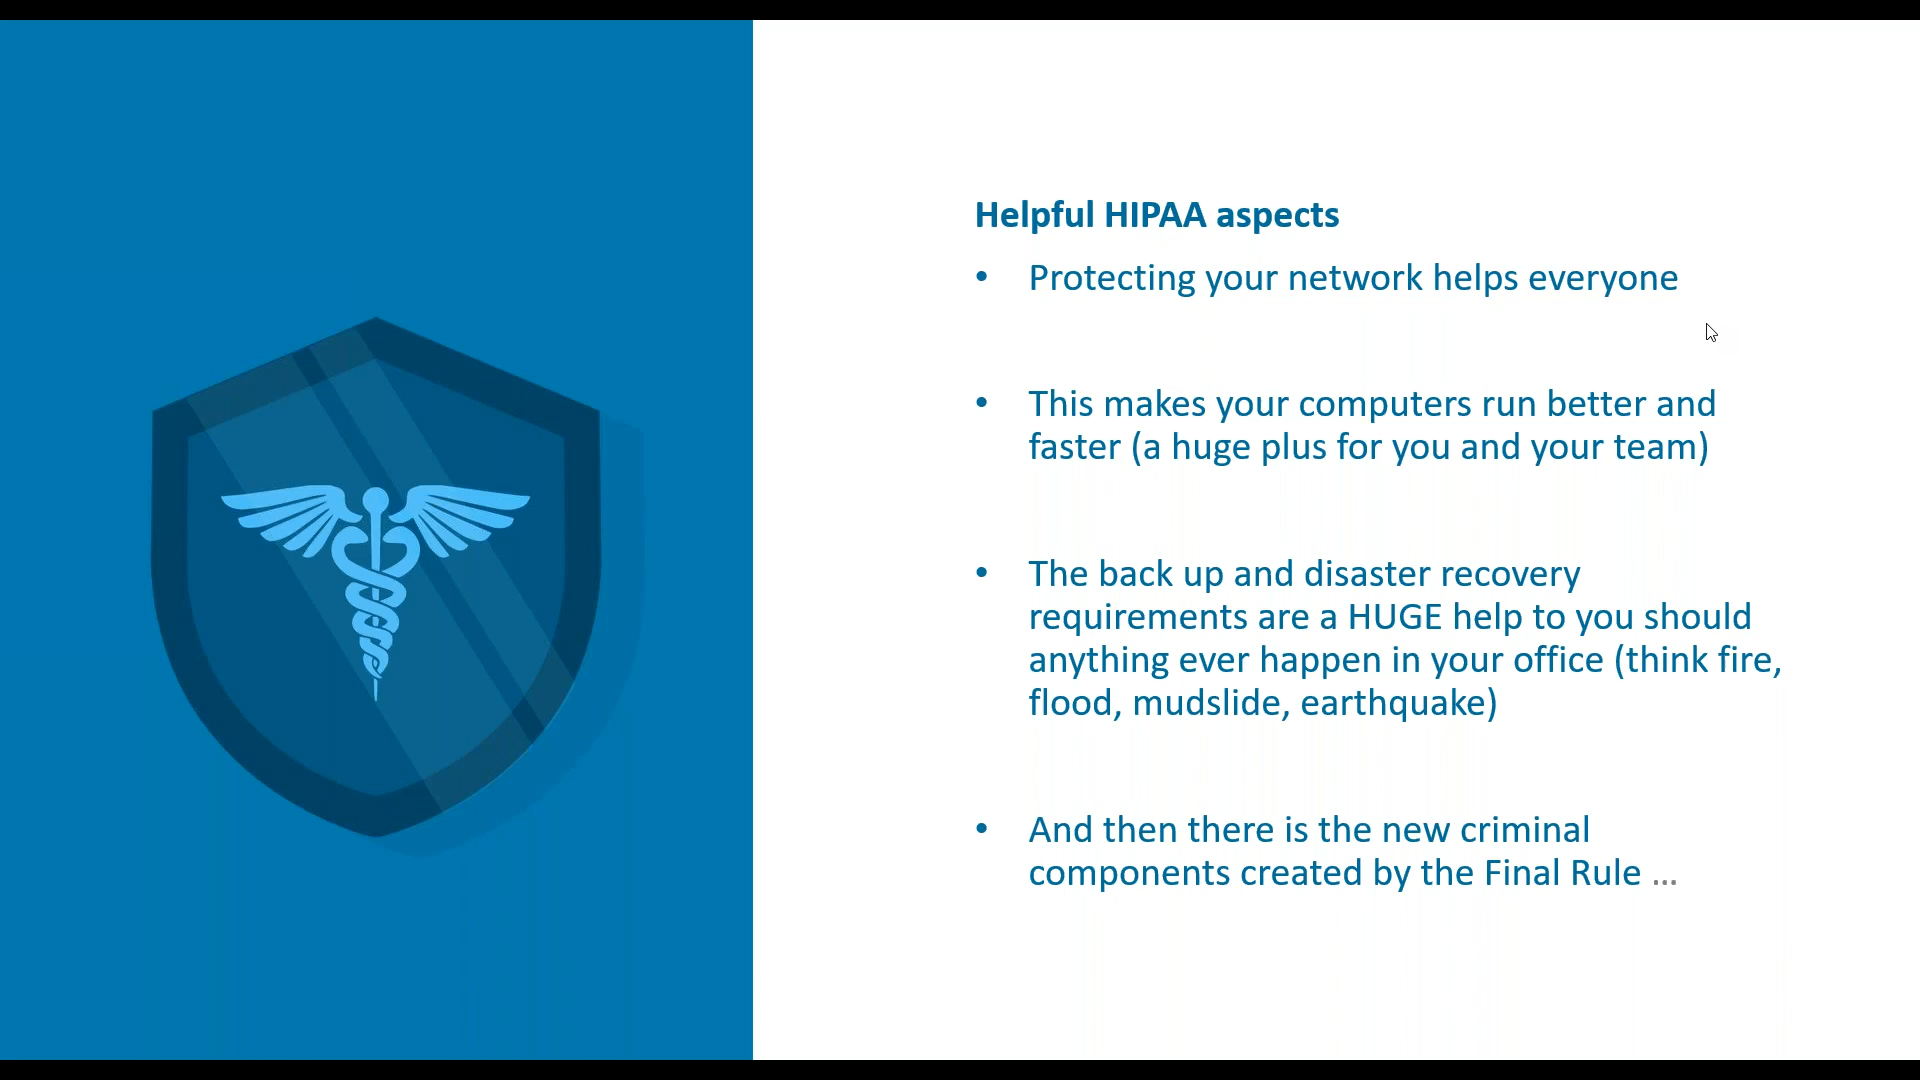 Helpful HIPAA aspects
• Protecting your network helps everyone
• This makes your computers run better and
faster (a huge plus for you and your team)
• The back up and disaster recovery
requirements are a HUGE help to you should
anything ever happen in your office (think fire,
flood, mudslide, earthquake)
• And then there is the new criminal
components created by the Final Rule ...